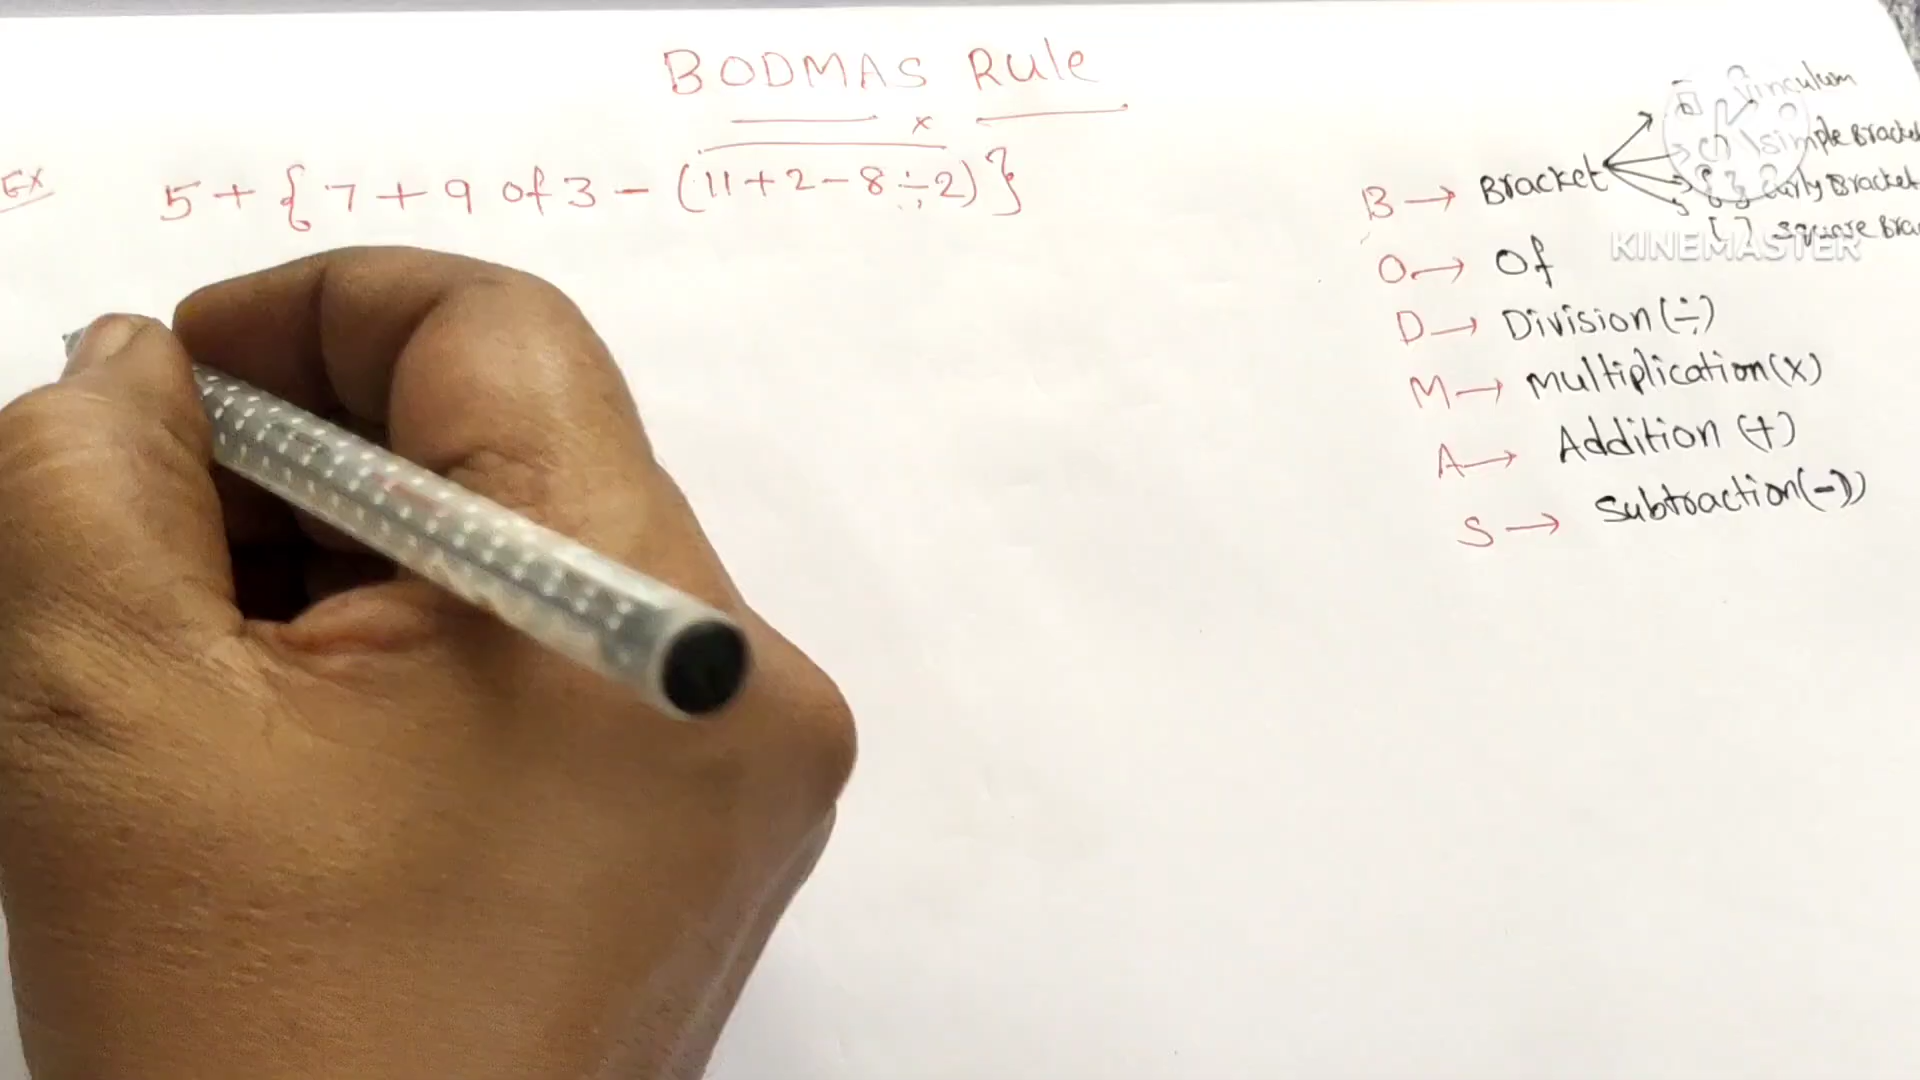 BODMAS Rule
x
Ex 5 + { 7 + 9 of 3 - (11+2-8÷2) }
B → Bracket
Vinculum
( ) simple Bracket
{ } curly Bracket
[ ] square Bra
KINEMASTER
O → Of
D → Division (÷)
M → Multiplication (x)
A → Addition (+)
S → Subtraction (-)